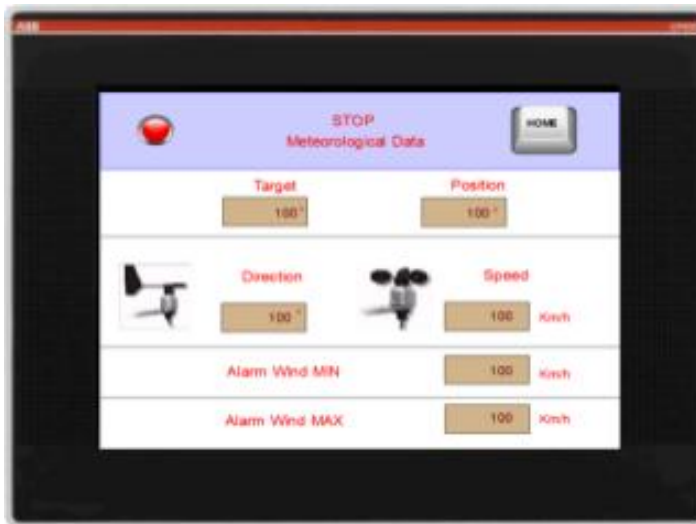 ABB
STOP
HOME
Meteorological Data
Target
Position
100°
100°
Direction
Speed
100 °
100 Km/h
Alarm Wind MIN
100 Km/h
Alarm Wind MAX
100 Km/h